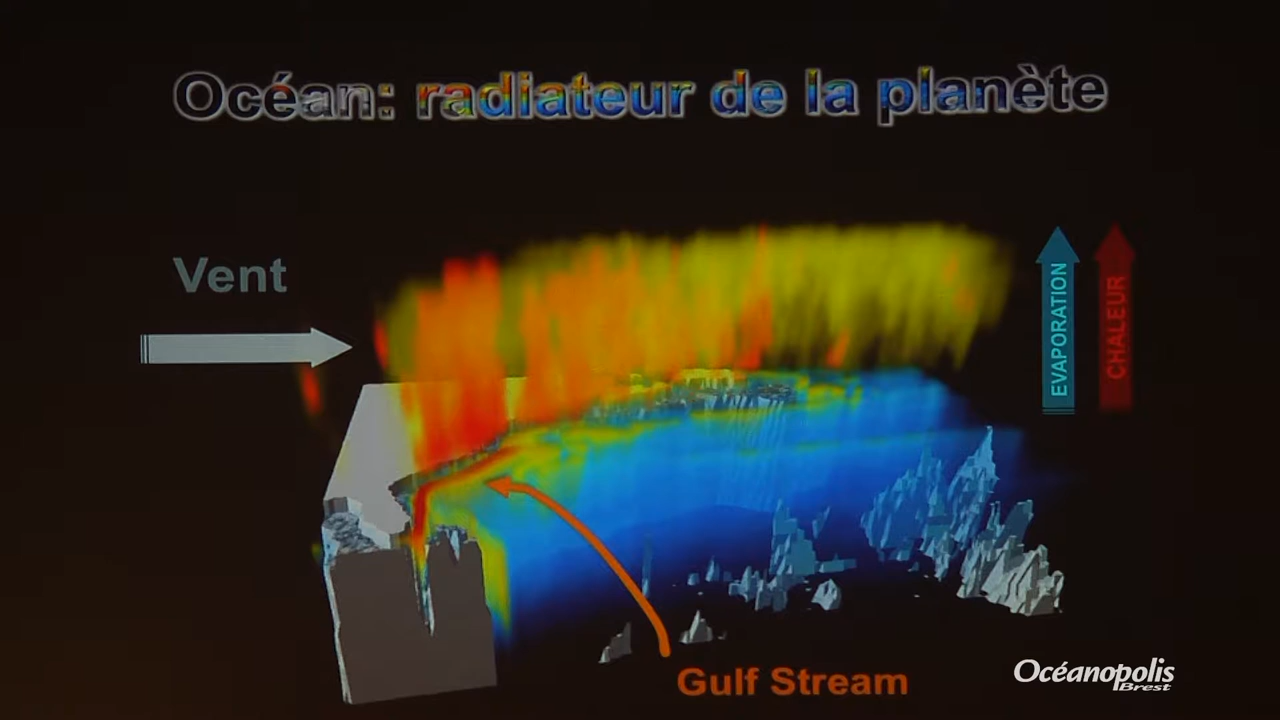 Océan: radiateur de la planète
Vent
EVAPORATION
CHALEUR
Gulf Stream
Océanopolis
Brest